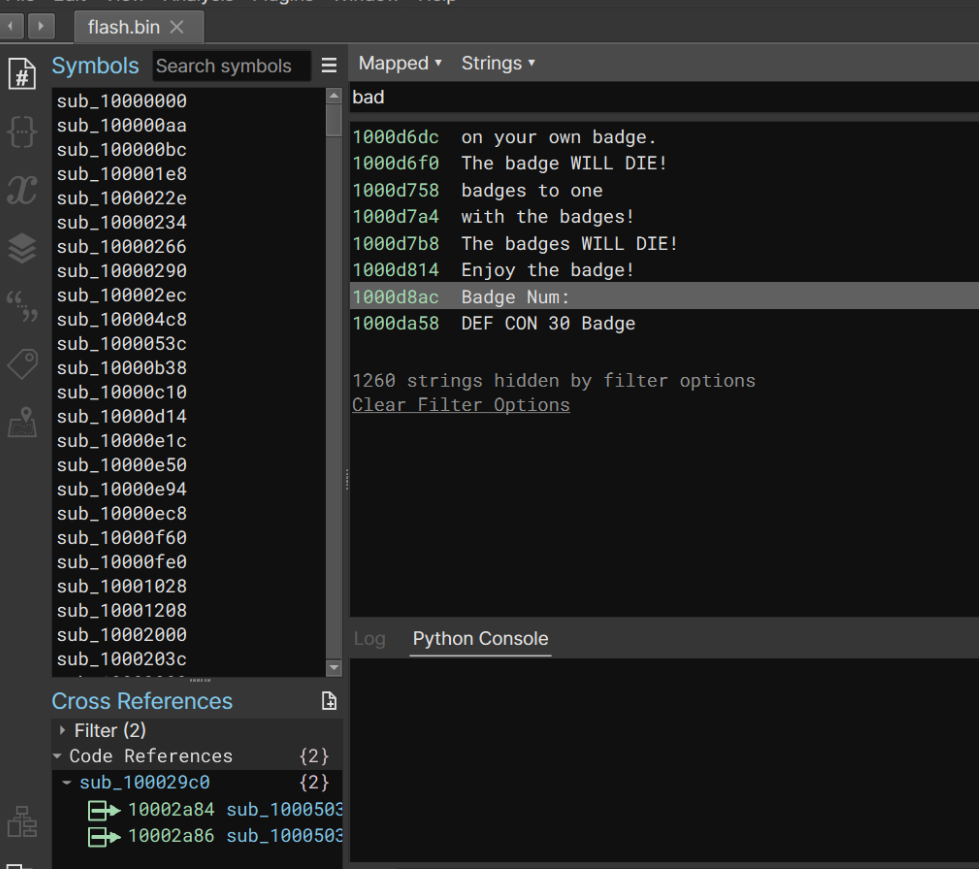 flash.bin
Symbols
Search symbols
sub_10000000
sub_100000aa
sub_100000bc
sub_100001e8
sub_1000022e
sub_10000234
sub_10000266
sub_10000290
sub_100002ec
sub_100004c8
sub_1000053c
sub_10000b38
sub_10000c10
sub_10000d14
sub_10000e1c
sub_10000e50
sub_10000e94
sub_10000ec8
sub_10000f60
sub_10000fe0
sub_10001028
sub_10001208
sub_10002000
sub_1000203c
Cross References
Filter (2)
Code References {2}
sub_100029c0 {2}
10002a84 sub_1000503
10002a86 sub_1000503
Mapped Strings
bad
1000d6dc on your own badge.
1000d6f0 The badge WILL DIE!
1000d758 badges to one
1000d7a4 with the badges!
1000d7b8 The badges WILL DIE!
1000d814 Enjoy the badge!
1000d8ac Badge Num:
1000da58 DEF CON 30 Badge
1260 strings hidden by filter options
Clear Filter Options
Log Python Console